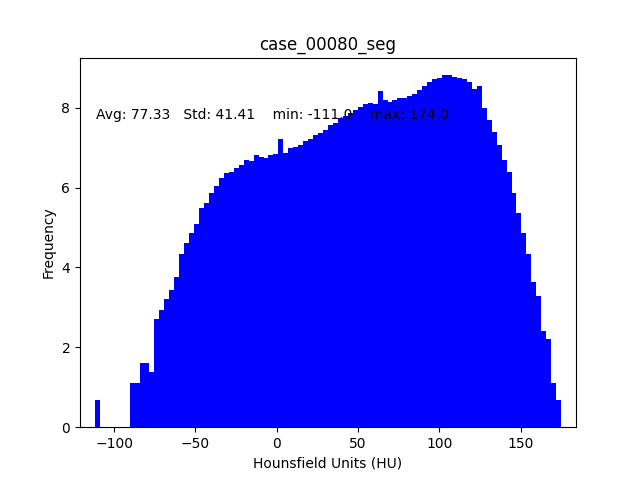 case_00080_seg
Avg: 77.33 Std: 41.41 min: -111.0 max: 174.0
Frequency
8
6
4
2
0
−100 −50 0 50 100 150
Hounsfield Units (HU)